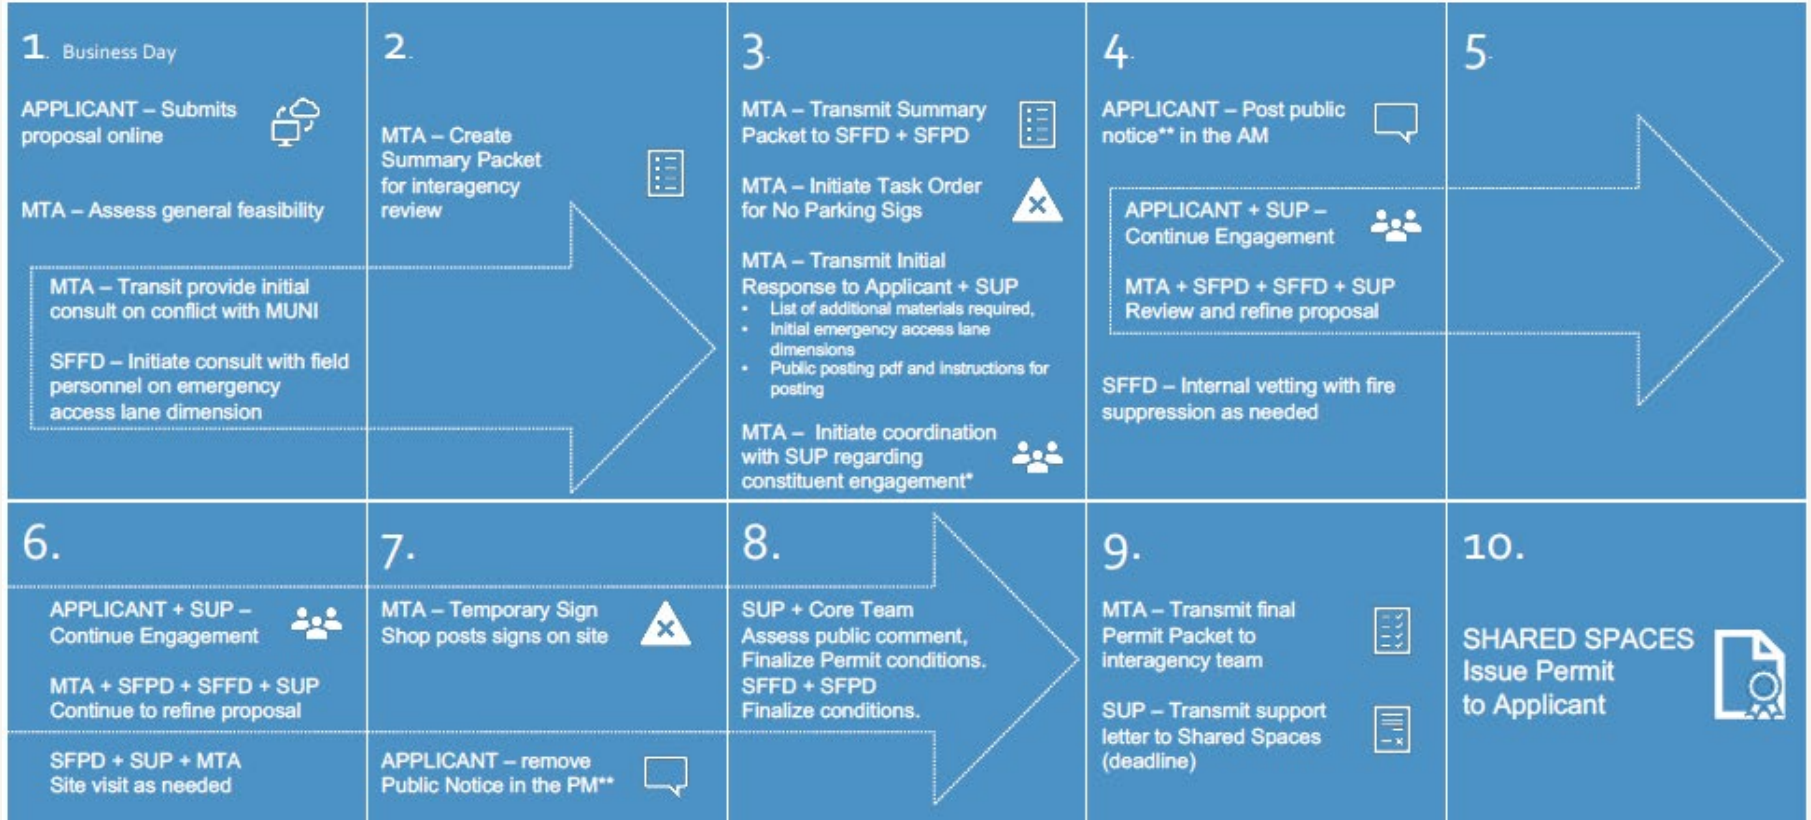 1. Business Day
APPLICANT – Submits
proposal online
MTA – Assess general feasibility
MTA – Transit provide initial
consult on conflict with MUNI
SFFD – Initiate consult with field
personnel on emergency
access lane dimension
2.
MTA – Create
Summary Packet
for interagency
review
3.
MTA – Transmit Summary
Packet to SFFD + SFPD
MTA – Initiate Task Order
for No Parking Sigs
MTA – Transmit Initial
Response to Applicant + SUP
• List of additional materials required,
• Initial emergency access lane
dimensions
• Public posting pdf and instructions for
posting
MTA – Initiate coordination
with SUP regarding
constituent engagement*
4.
APPLICANT – Post public
notice** in the AM
APPLICANT + SUP –
Continue Engagement
MTA + SFPD + SFFD + SUP
Review and refine proposal
SFFD – Internal vetting with fire
suppression as needed
5.
6.
APPLICANT + SUP –
Continue Engagement
MTA + SFPD + SFFD + SUP
Continue to refine proposal
SFPD + SUP + MTA
Site visit as needed
7.
MTA – Temporary Sign
Shop posts signs on site
APPLICANT – remove
Public Notice in the PM**
8.
SUP + Core Team
Assess public comment,
Finalize Permit conditions.
SFFD + SFPD
Finalize conditions.
9.
MTA – Transmit final
Permit Packet to
interagency team
SUP – Transmit support
letter to Shared Spaces
(deadline)
10.
SHARED SPACES
Issue Permit
to Applicant